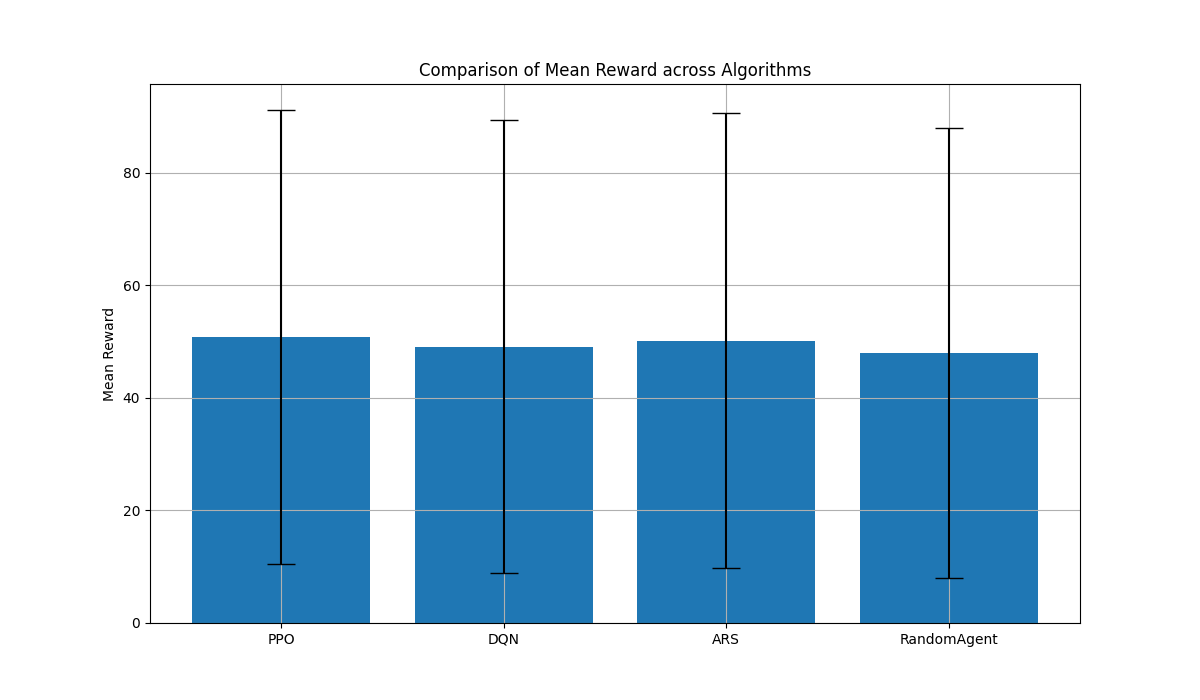 Comparison of Mean Reward across Algorithms
Mean Reward
80
60
40
20
0
PPO
DQN
ARS
RandomAgent